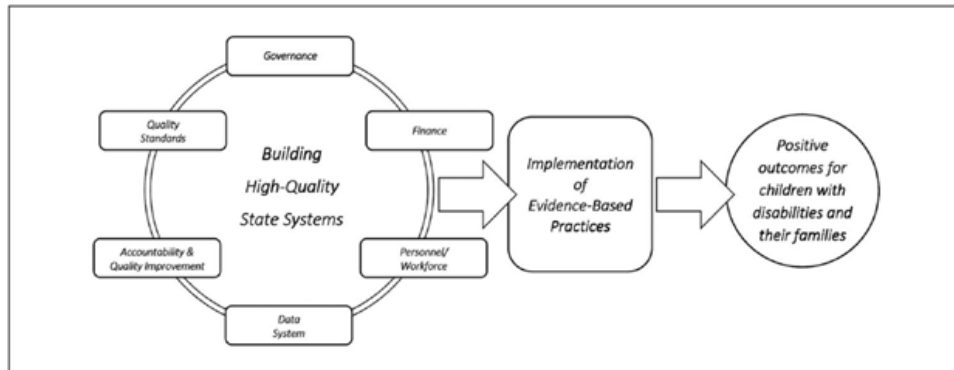 Governance
Quality
Standards
Finance
Building
High-Quality
State Systems
Accountability &
Quality Improvement
Personnel/
Workforce
Data
System
Implementation
of
Evidence-Based
Practices
Positive
outcomes for
children with
disabilities and
their families